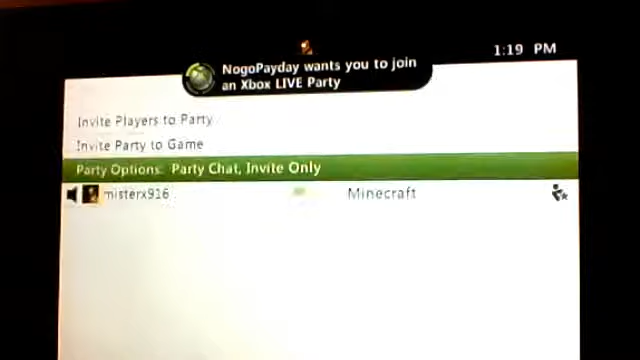 1:19 PM
NogoPayday wants you to join
an Xbox LIVE Party
Invite Players to Party
Invite Party to Game
Party Options: Party Chat, Invite Only
misterx916 Minecraft